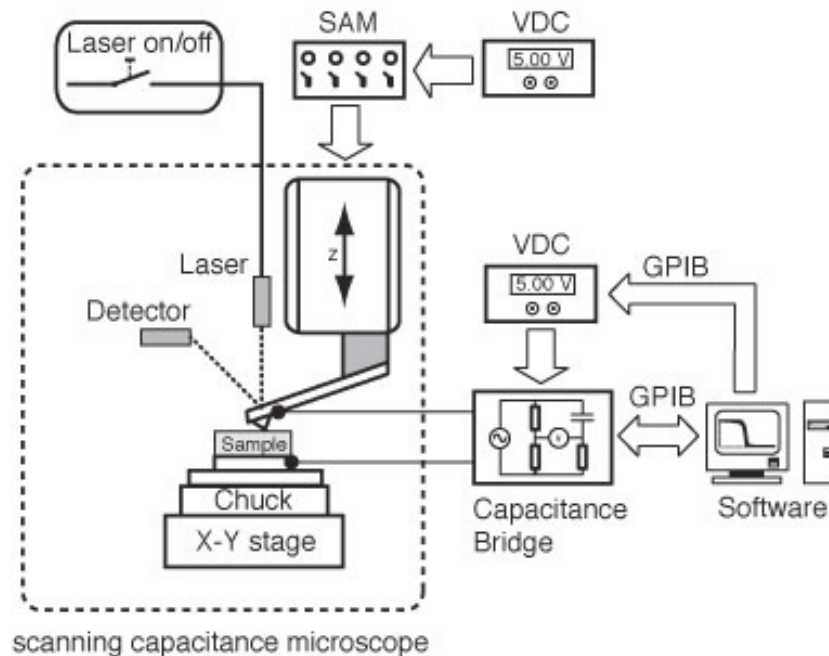 Laser on/off
SAM
VDC
5.00 V
z
Laser
Detector
VDC
5.00 V
GPIB
GPIB
V
Sample
Chuck
X-Y stage
Capacitance
Bridge
Software
scanning capacitance microscope